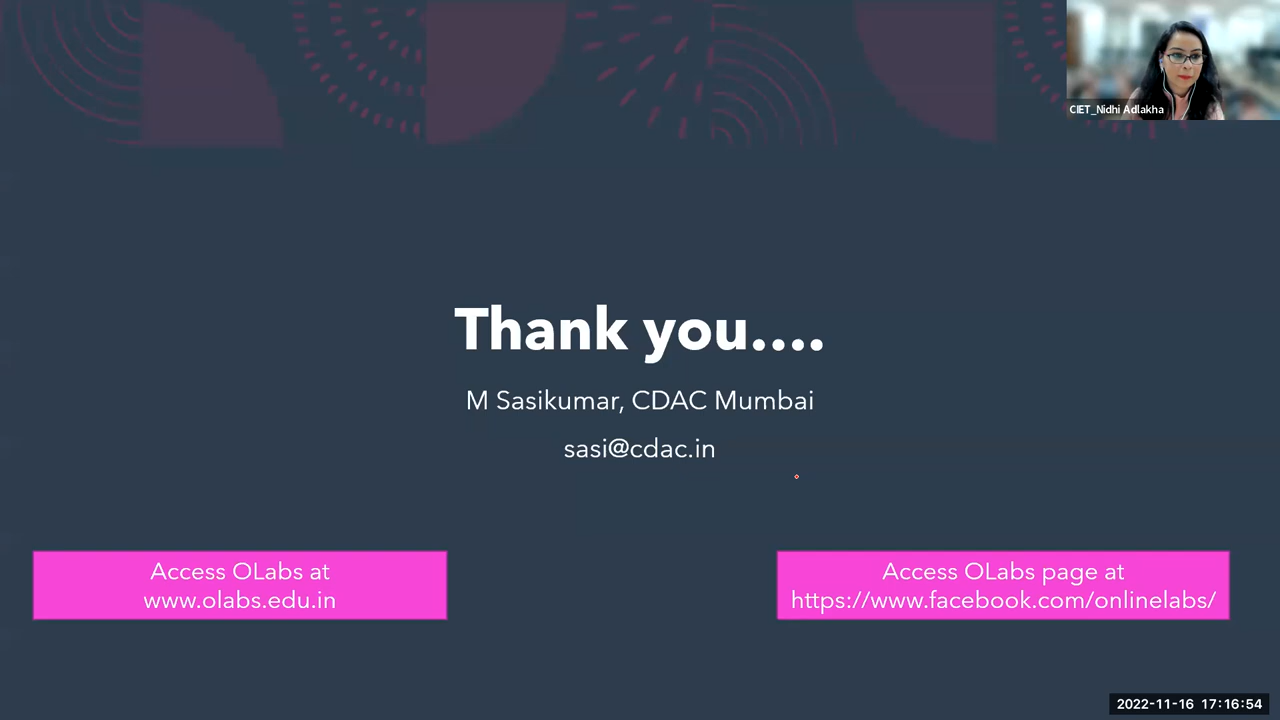 CIET_Nidhi Adlakha
Thank you....
M Sasikumar, CDAC Mumbai
sasi@cdac.in
Access OLabs at
www.olabs.edu.in
Access OLabs page at
https://www.facebook.com/onlinelabs/
2022-11-16 17:16:54